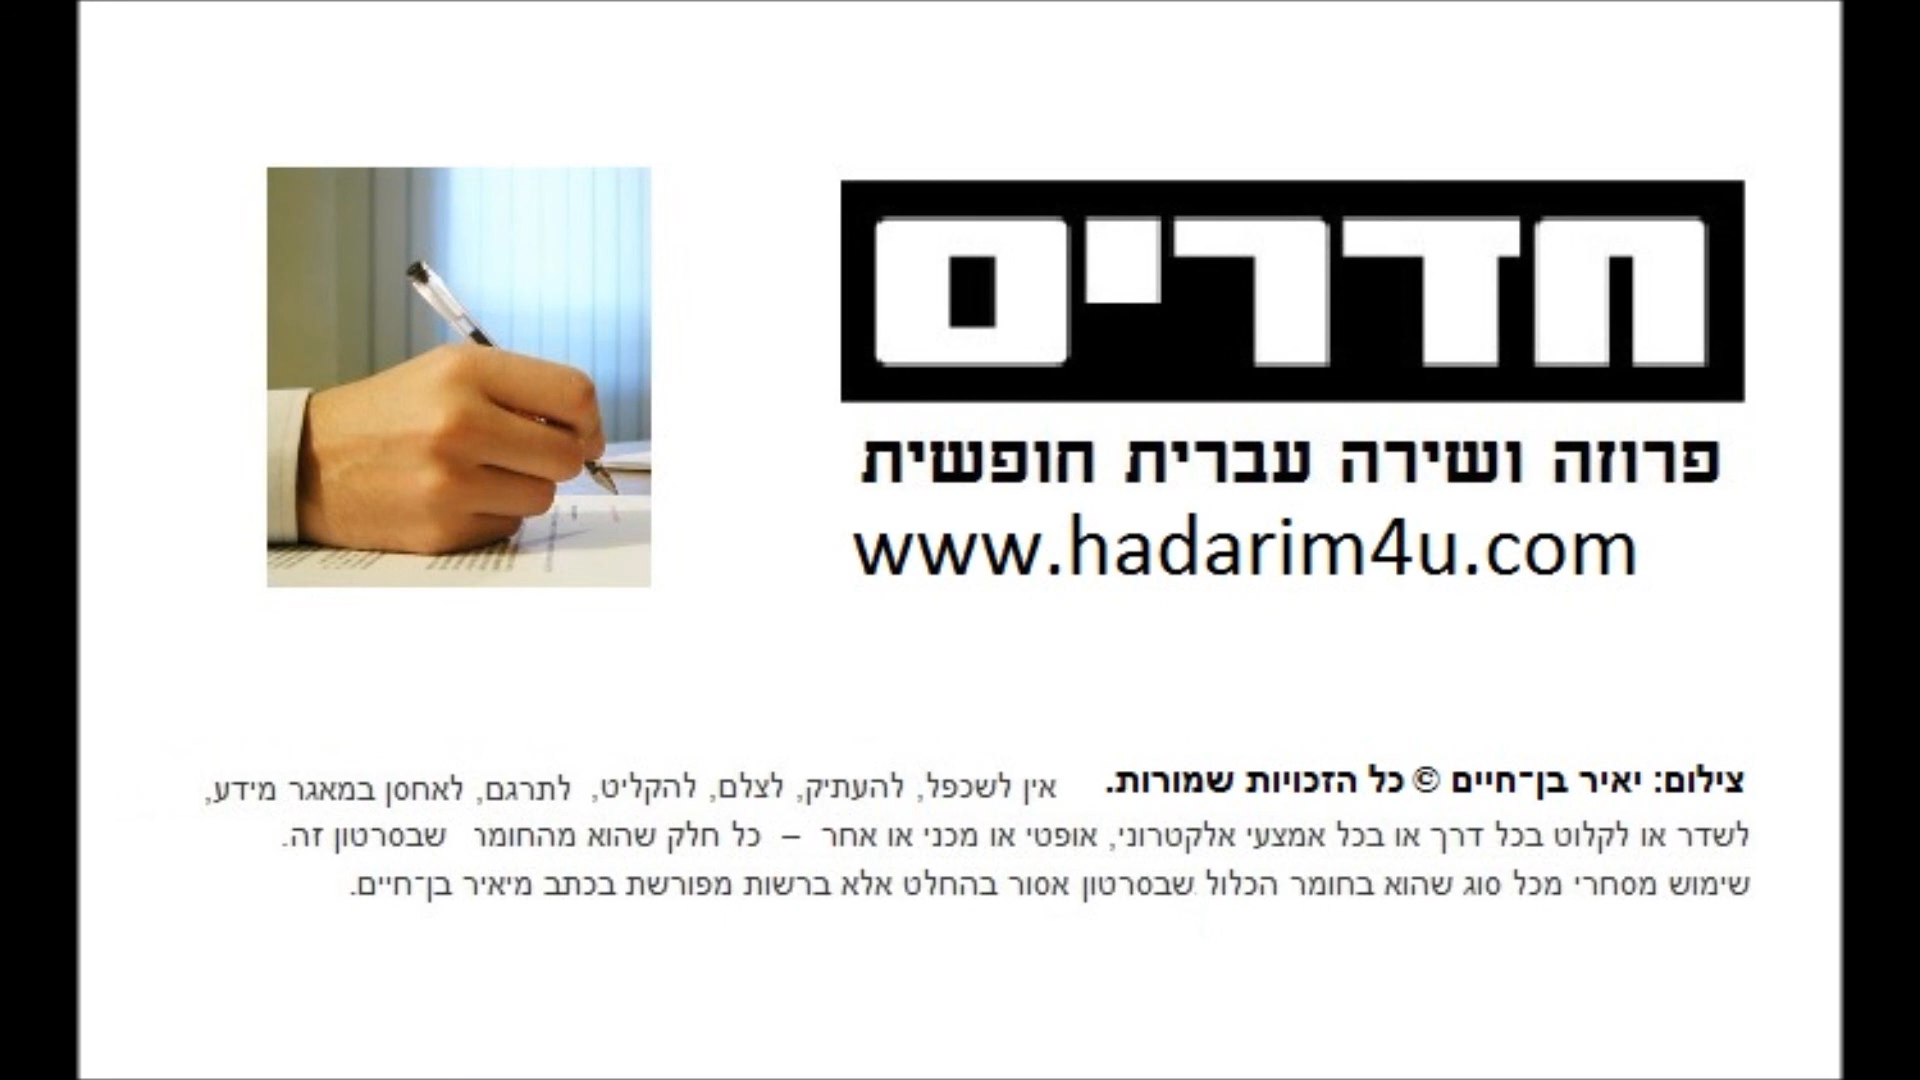 חדרים
פרוזה ושירה עברית חופשית
www.hadarim4u.com
צילום: יאיר בן־חיים © כל הזכויות שמורות. אין לשכפל, להעתיק, לצלם, להקליט, לתרגם, לאחסן במאגר מידע,
לשדר או לקלוט בכל דרך או בכל אמצעי אלקטרוני, אופטי או מכני או אחר – כל חלק שהוא מהחומר שבסרטון זה.
שימוש מסחרי מכל סוג שהוא בחומר הכלול שבסרטון אסור בהחלט אלא ברשות מפורשת בכתב מיאיר בן־חיים.